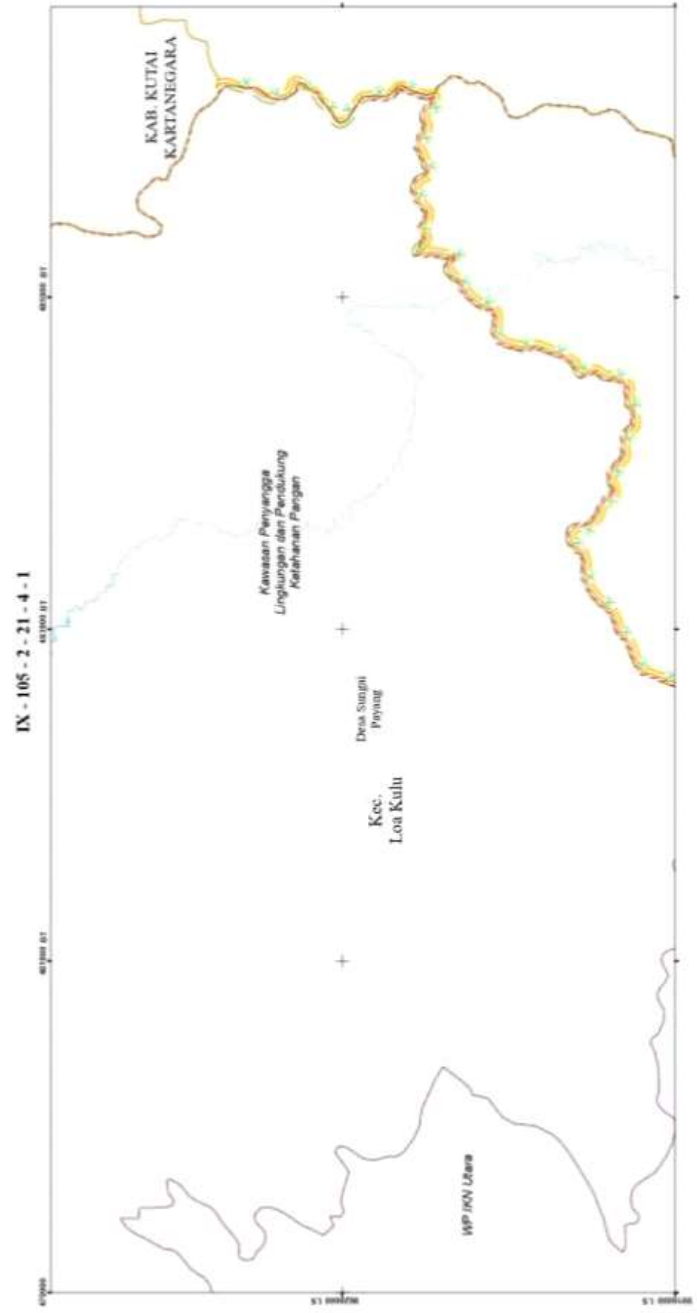 IX - 105 - 2 - 21 - 4 - 1
KAB. KUTAI
KARTANEGARA
Kawasan Penyangga
Lingkungan dan Pendukung
Ketahanan Pangan
Desa Sungai
Payang
Kec.
Loa Kulu
WP IKN Utara